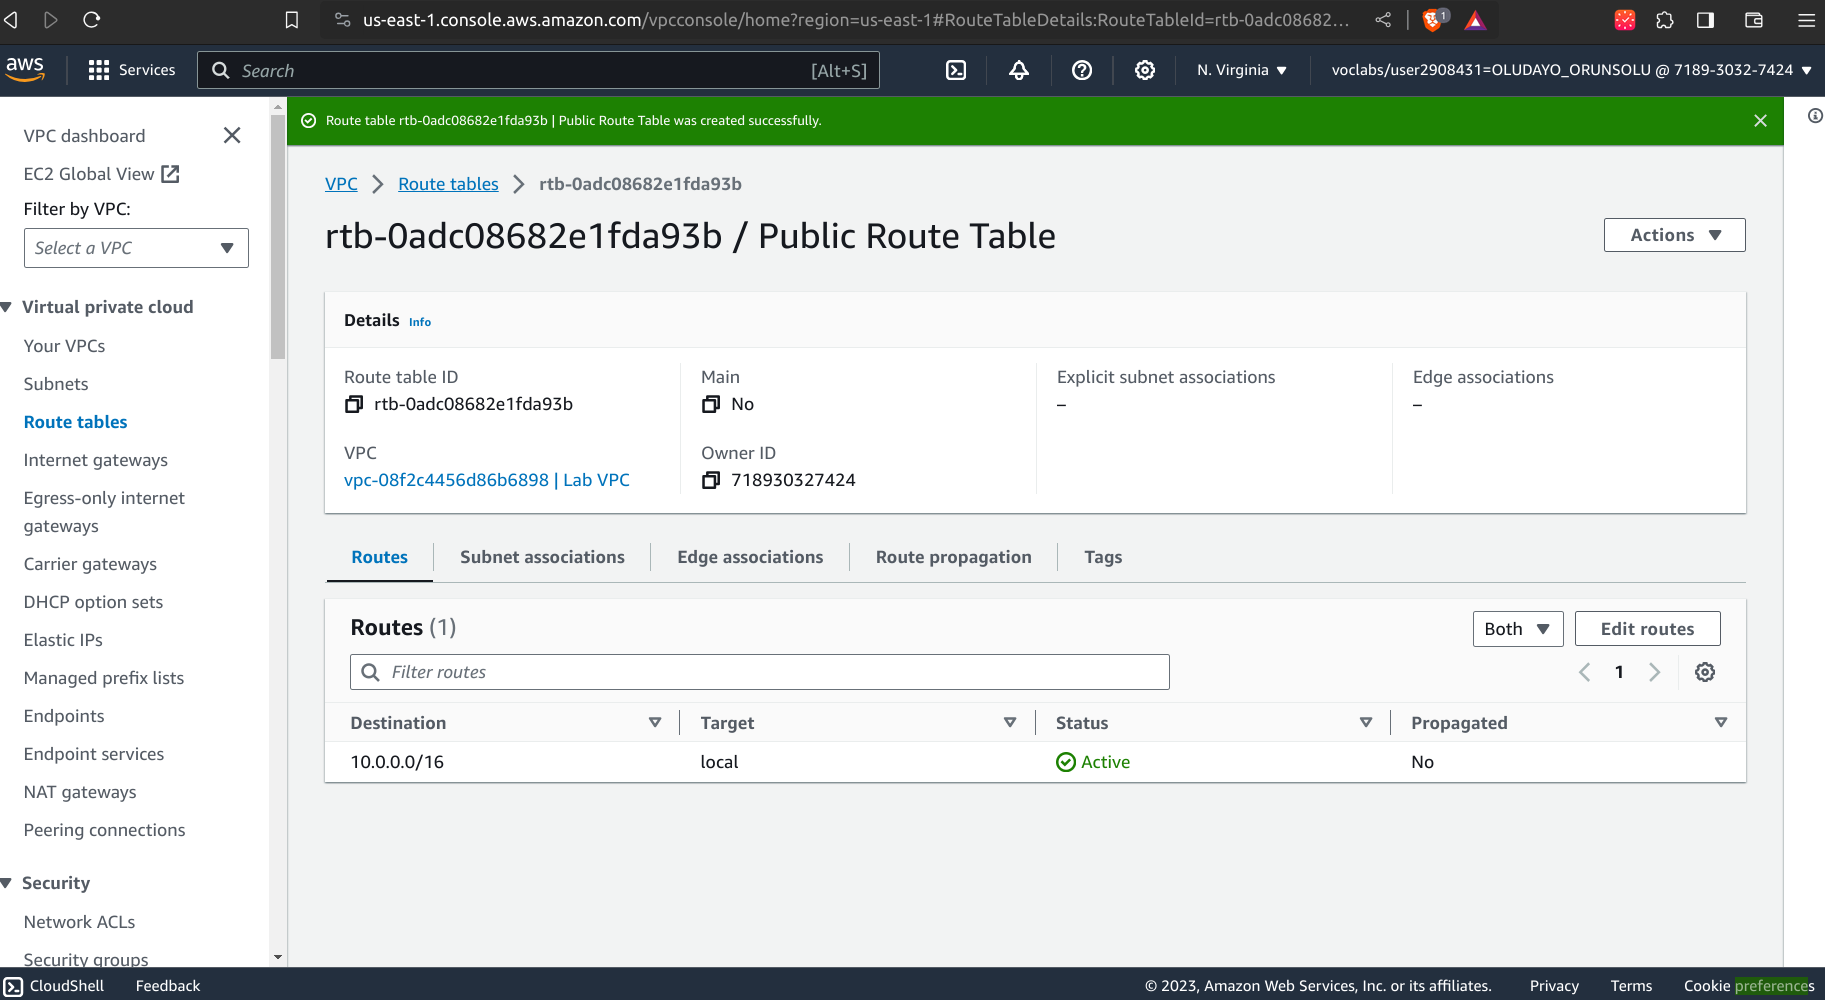 us-east-1.console.aws.amazon.com/vpcconsole/home?region=us-east-1#RouteTableDetails:RouteTableId=rtb-0adc08682...
1
aws
Services
Search
[Alt+S]
N. Virginia
voclabs/user2908431=OLUDAYO_ORUNSOLU @ 7189-3032-7424
VPC dashboard
EC2 Global View
Filter by VPC:
Select a VPC
Virtual private cloud
Your VPCs
Subnets
Route tables
Internet gateways
Egress-only internet
gateways
Carrier gateways
DHCP option sets
Elastic IPs
Managed prefix lists
Endpoints
Endpoint services
NAT gateways
Peering connections
Security
Network ACLs
Security groups
Route table rtb-0adc08682e1fda93b | Public Route Table was created successfully.
VPC
Route tables
rtb-0adc08682e1fda93b
rtb-0adc08682e1fda93b / Public Route Table
Actions
Details Info
Route table ID
rtb-0adc08682e1fda93b
Main
No
Explicit subnet associations
–
Edge associations
–
VPC
vpc-08f2c4456d86b6898 | Lab VPC
Owner ID
718930327424
Routes
Subnet associations
Edge associations
Route propagation
Tags
Routes (1)
Both
Edit routes
Filter routes
1
Destination
Target
Status
Propagated
10.0.0.0/16
local
Active
No
CloudShell
Feedback
© 2023, Amazon Web Services, Inc. or its affiliates.
Privacy
Terms
Cookie preferences